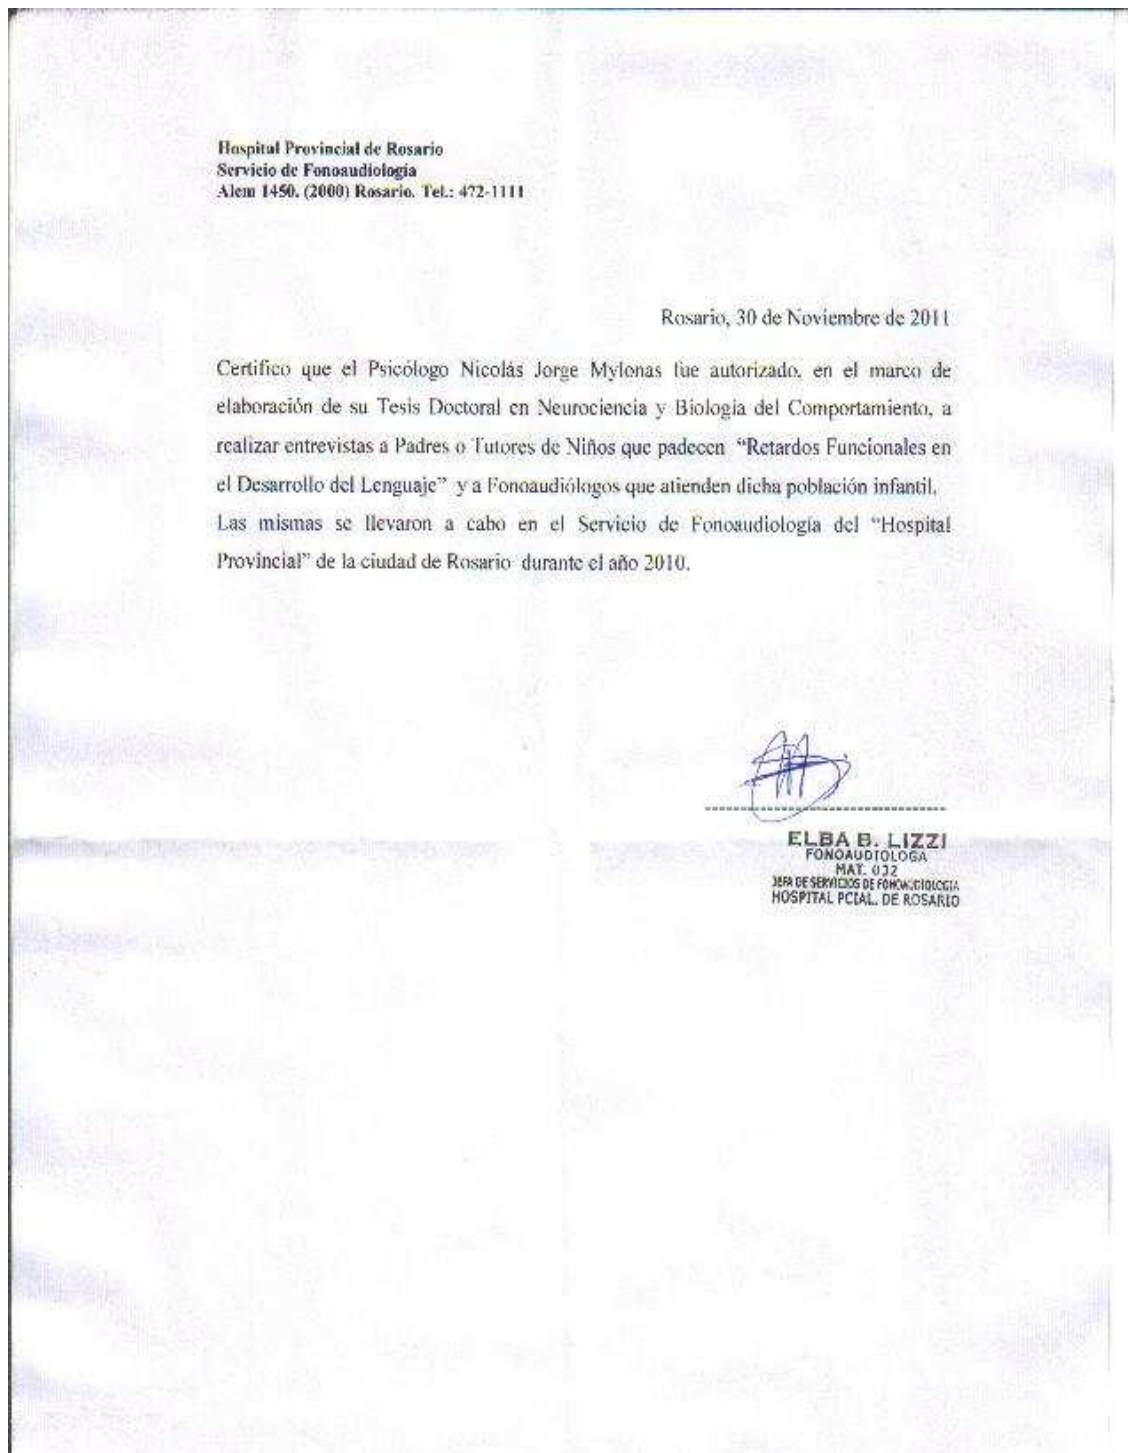 Hospital Provincial de Rosario
Servicio de Fonoaudiología
Alem 1450. (2000) Rosario. Tel.: 472-1111
Rosario, 30 de Noviembre de 2011
Certifico que el Psicólogo Nicolás Jorge Mylonas fue autorizado, en el marco de
elaboración de su Tesis Doctoral en Neurociencia y Biología del Comportamiento, a
realizar entrevistas a Padres o Tutores de Niños que padecen “Retardos Funcionales en
el Desarrollo del Lenguaje” y a Fonoaudiólogos que atienden dicha población infantil.
Las mismas se llevaron a cabo en el Servicio de Fonoaudiología del “Hospital
Provincial” de la ciudad de Rosario durante el año 2010.
ELBA B. LIZZI
FONOAUDIOLOGA
MAT. 032
JEFA DE SERVICIOS DE FONOAUDIOLOGIA
HOSPITAL PCIAL. DE ROSARIO